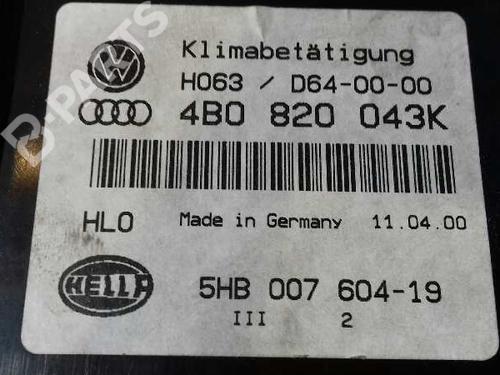 Klimabetätigung
H063 / D64-00-00
4B0 820 043K
HLO Made in Germany 11.04.00
HELLA 5HB 007 604-19
III 2
B-PARTS